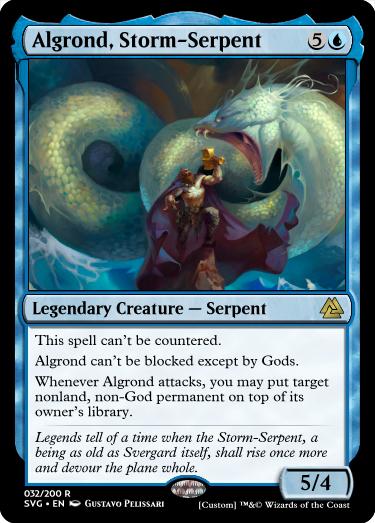 Algrond, Storm-Serpent 5
Legendary Creature — Serpent
This spell can't be countered.
Algrond can't be blocked except by Gods.
Whenever Algrond attacks, you may put target
nonland, non-God permanent on top of its
owner's library.
Legends tell of a time when the Storm-Serpent, a
being as old as Svergard itself, shall rise once more
and devour the plane whole.
5/4
032/200 R
SVG • EN Gustavo Pelissari
[Custom] ™&© Wizards of the Coast